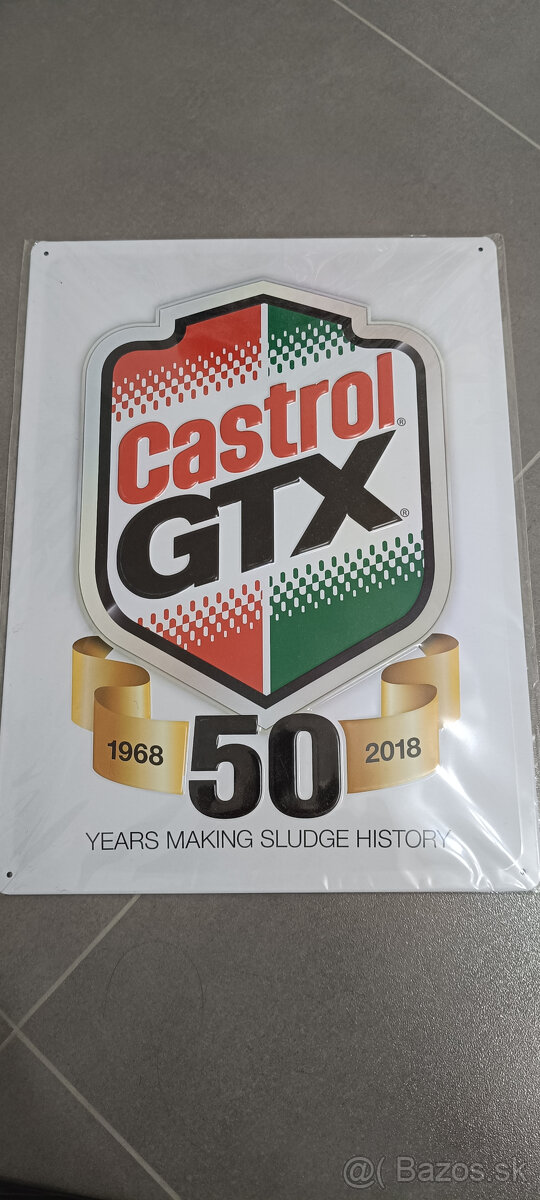 Castrol®
GTX®
1968 50 2018
YEARS MAKING SLUDGE HISTORY
@( Bazos.sk